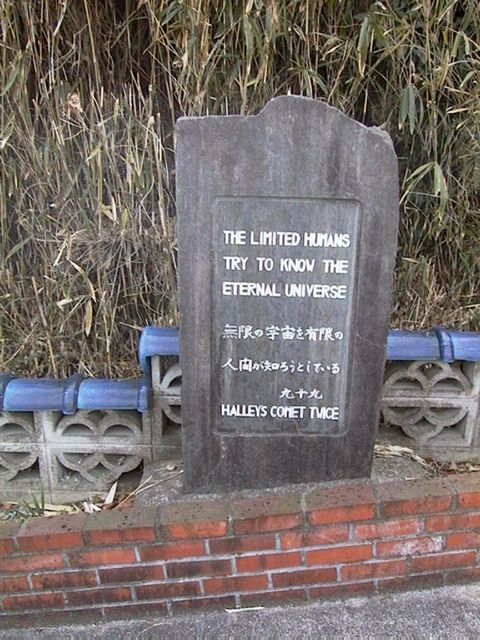 THE LIMITED HUMANS
TRY TO KNOW THE
ETERNAL UNIVERSE
無限の宇宙を有限の
人間が知ろうとしている
九十九
HALLEY'S COMET TWICE